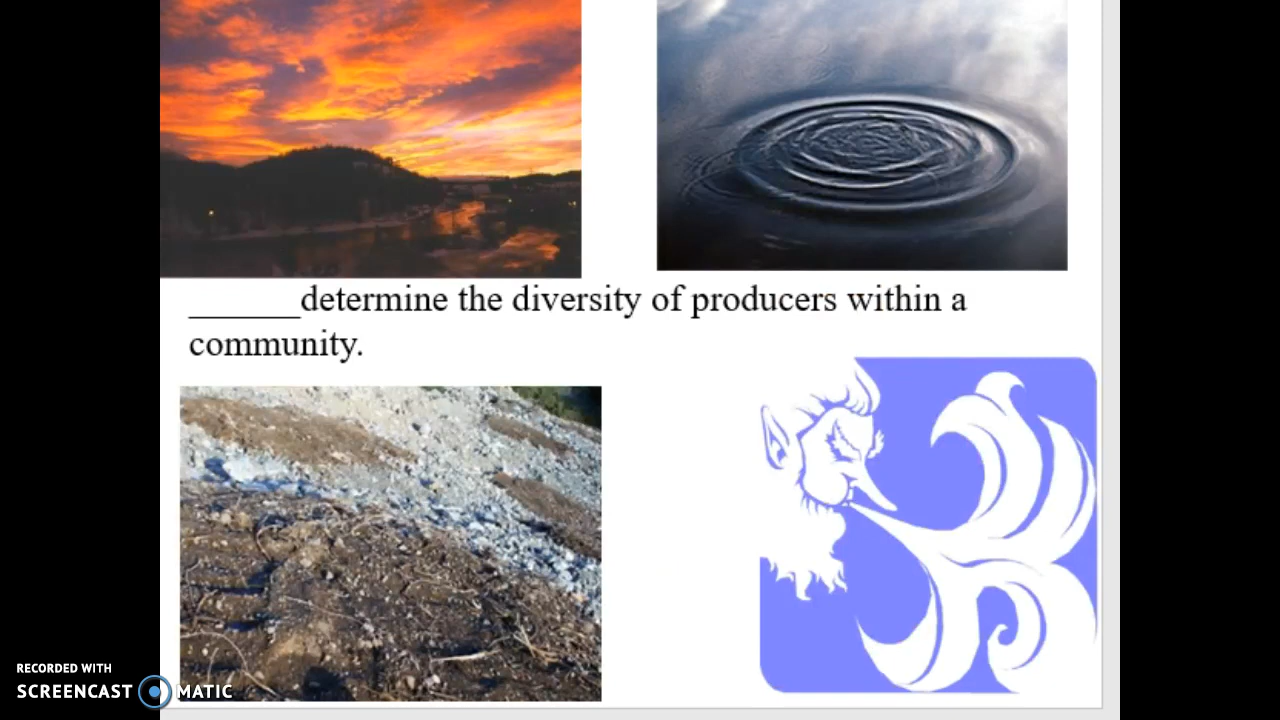 ______determine the diversity of producers within a
community.
RECORDED WITH
SCREENCAST MATIC